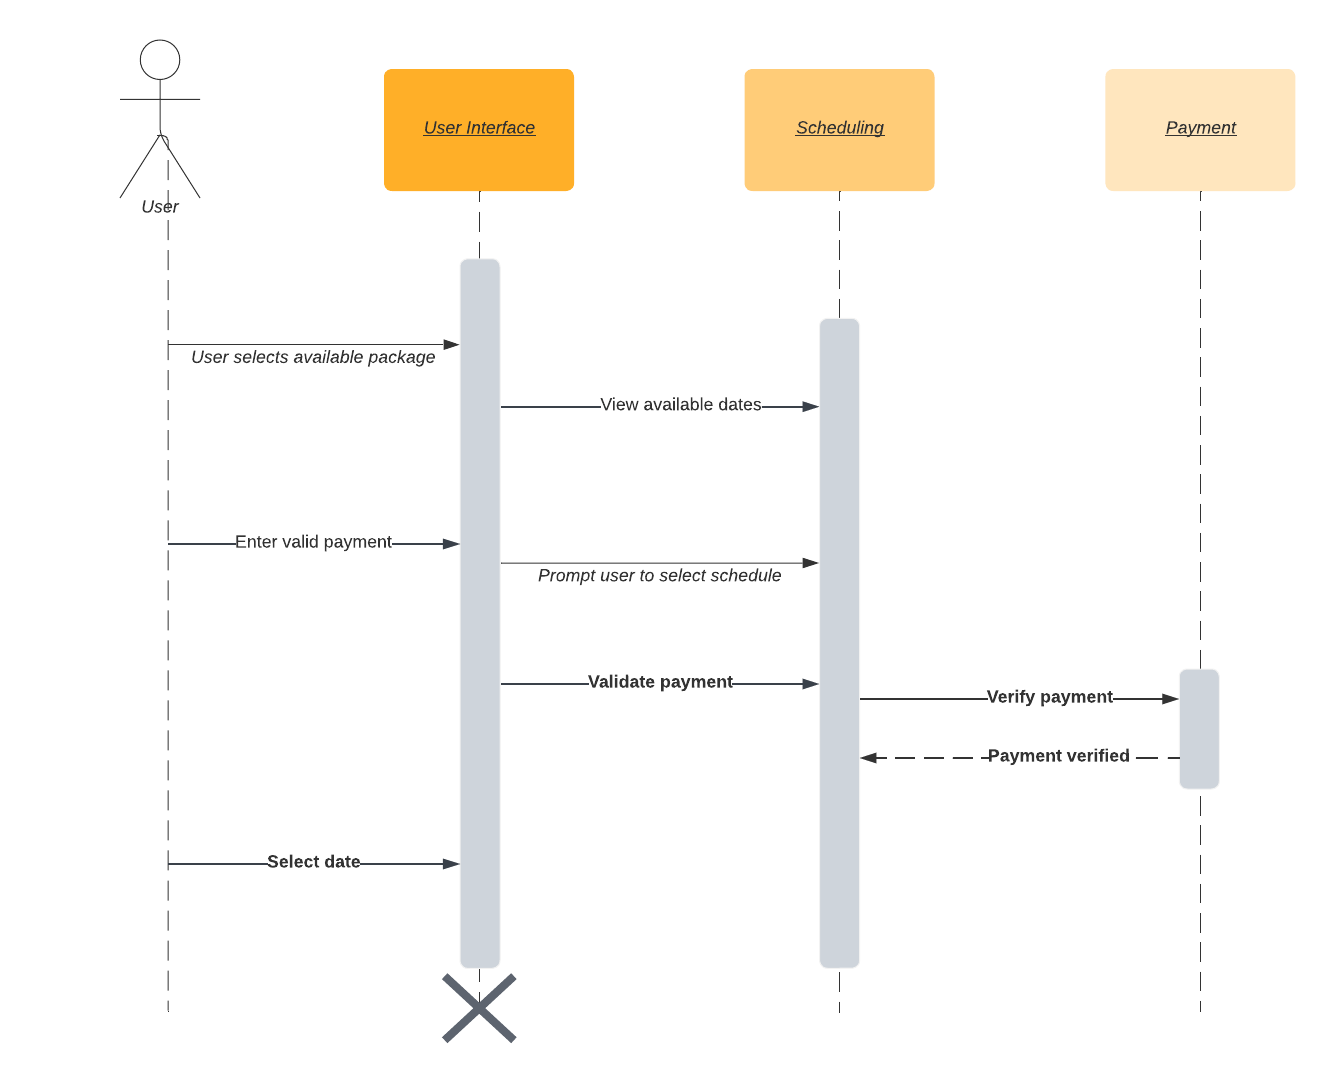 User Interface
Scheduling
Payment
User
User selects available package
View available dates
Enter valid payment
Prompt user to select schedule
Validate payment
Verify payment
Payment verified
Select date